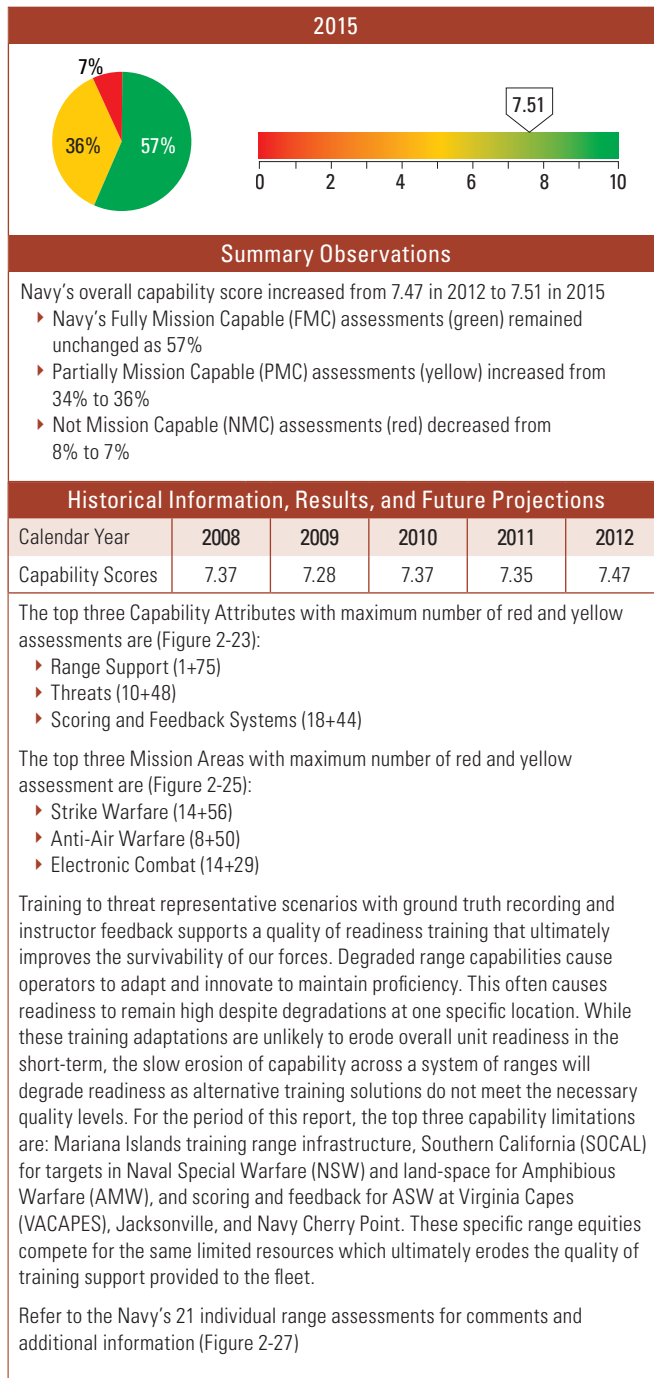 2015
7%
36%
57%
7.51
0 2 4 6 8 10
Summary Observations
Navy's overall capability score increased from 7.47 in 2012 to 7.51 in 2015
Navy's Fully Mission Capable (FMC) assessments (green) remained
unchanged as 57%
Partially Mission Capable (PMC) assessments (yellow) increased from
34% to 36%
Not Mission Capable (NMC) assessments (red) decreased from
8% to 7%
Historical Information, Results, and Future Projections
Calendar Year 2008 2009 2010 2011 2012
Capability Scores 7.37 7.28 7.37 7.35 7.47
The top three Capability Attributes with maximum number of red and yellow
assessments are (Figure 2-23):
Range Support (1+75)
Threats (10+48)
Scoring and Feedback Systems (18+44)
The top three Mission Areas with maximum number of red and yellow
assessment are (Figure 2-25):
Strike Warfare (14+56)
Anti-Air Warfare (8+50)
Electronic Combat (14+29)
Training to threat representative scenarios with ground truth recording and
instructor feedback supports a quality of readiness training that ultimately
improves the survivability of our forces. Degraded range capabilities cause
operators to adapt and innovate to maintain proficiency. This often causes
readiness to remain high despite degradations at one specific location. While
these training adaptations are unlikely to erode overall unit readiness in the
short-term, the slow erosion of capability across a system of ranges will
degrade readiness as alternative training solutions do not meet the necessary
quality levels. For the period of this report, the top three capability limitations
are: Mariana Islands training range infrastructure, Southern California (SOCAL)
for targets in Naval Special Warfare (NSW) and land-space for Amphibious
Warfare (AMW), and scoring and feedback for ASW at Virginia Capes
(VACAPES), Jacksonville, and Navy Cherry Point. These specific range equities
compete for the same limited resources which ultimately erodes the quality of
training support provided to the fleet.
Refer to the Navy's 21 individual range assessments for comments and
additional information (Figure 2-27)